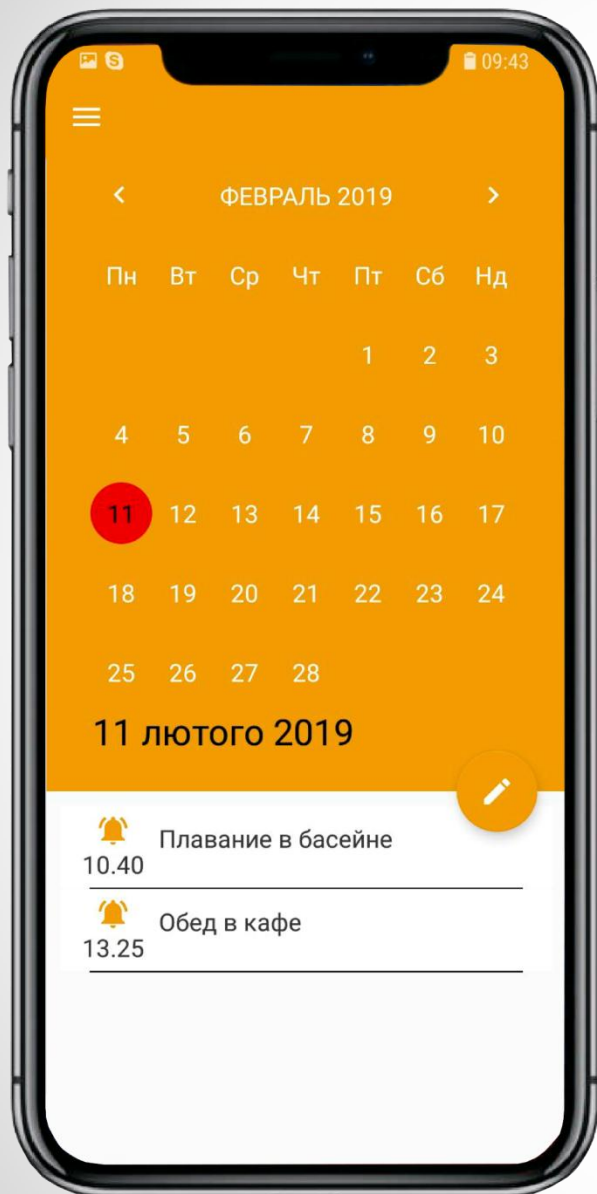 09:43
ФЕВРАЛЬ 2019
Пн Вт Ср Чт Пт Сб Нд
1 2 3
4 5 6 7 8 9 10
11 12 13 14 15 16 17
18 19 20 21 22 23 24
25 26 27 28
11 лютого 2019
Плавание в басейне
10.40
Обед в кафе
13.25